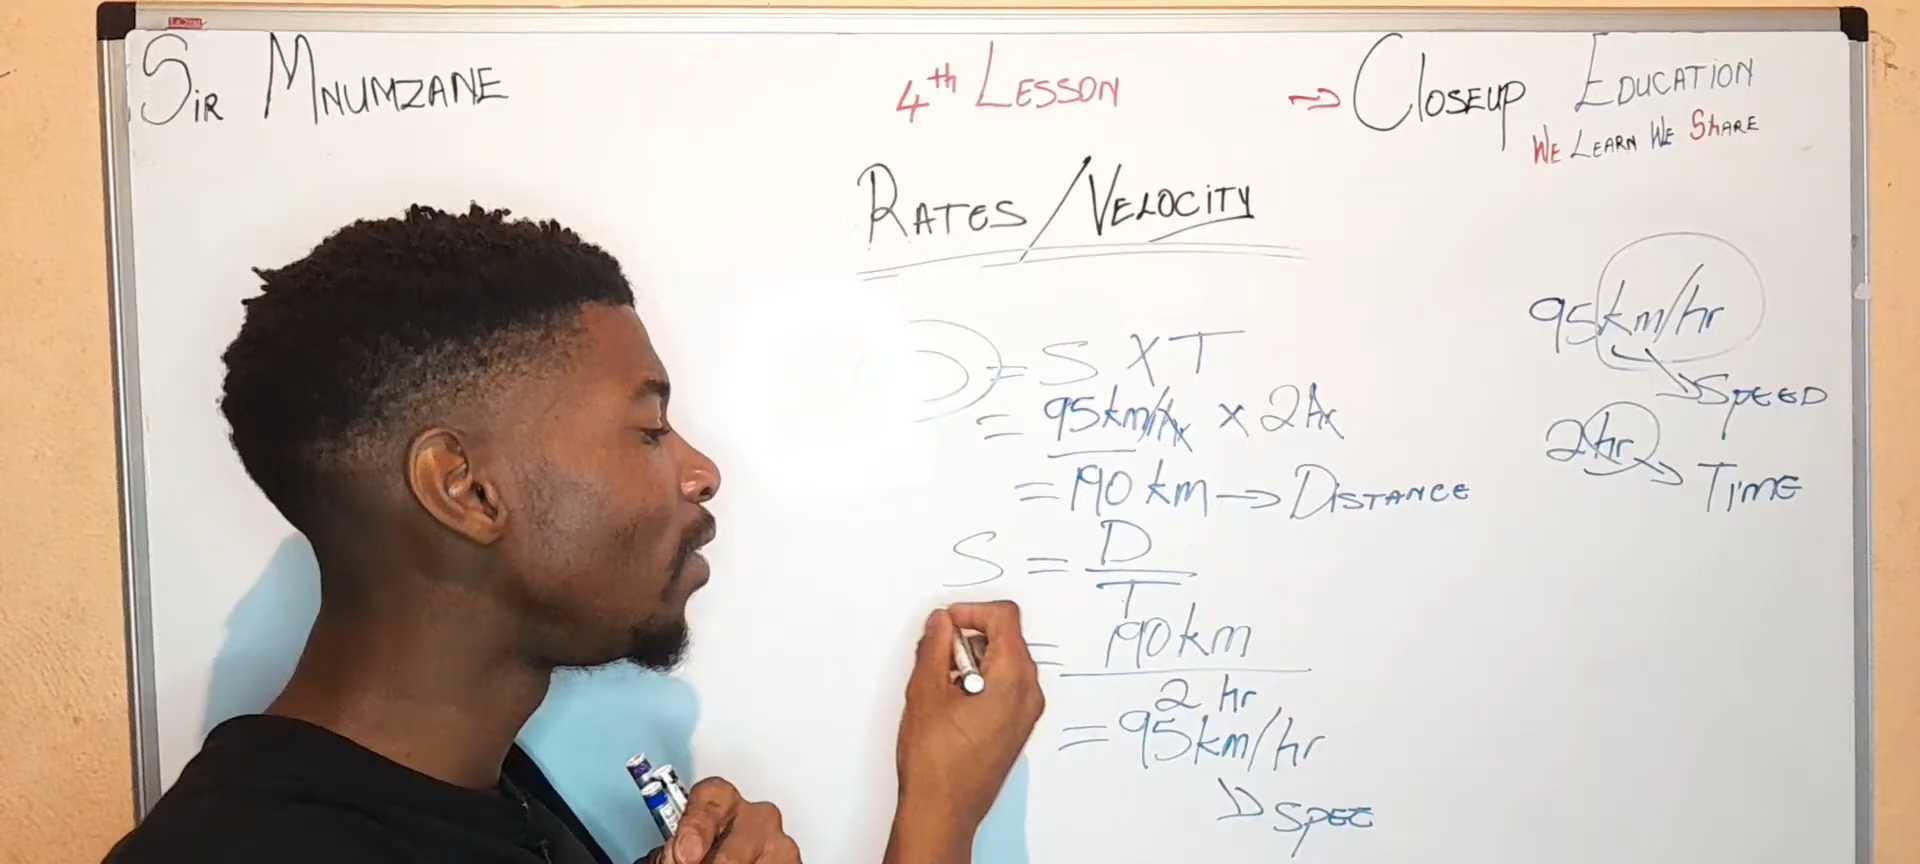 SIR MNUMZANE
4th LESSON
→ CLOSEUP EDUCATION
WE LEARN WE SHARE
RATES/VELOCITY
D = S X T
= 95km/hr × 2hr
= 190 km → DISTANCE
S = D/T
= 190km/2 hr
= 95km/hr
95km/hr
→ SPEED
2hr → TIME